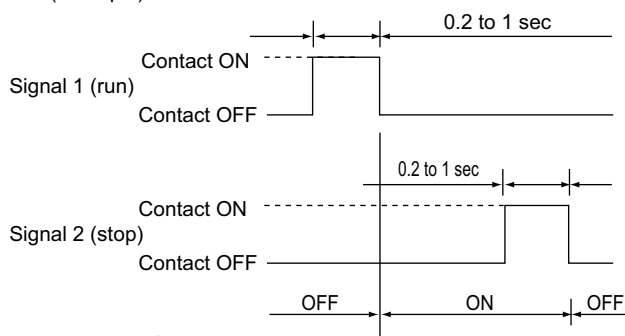 0.2 to 1 sec
Contact ON
Signal 1 (run)
Contact OFF
0.2 to 1 sec
Contact ON
Signal 2 (stop)
Contact OFF
OFF ON OFF